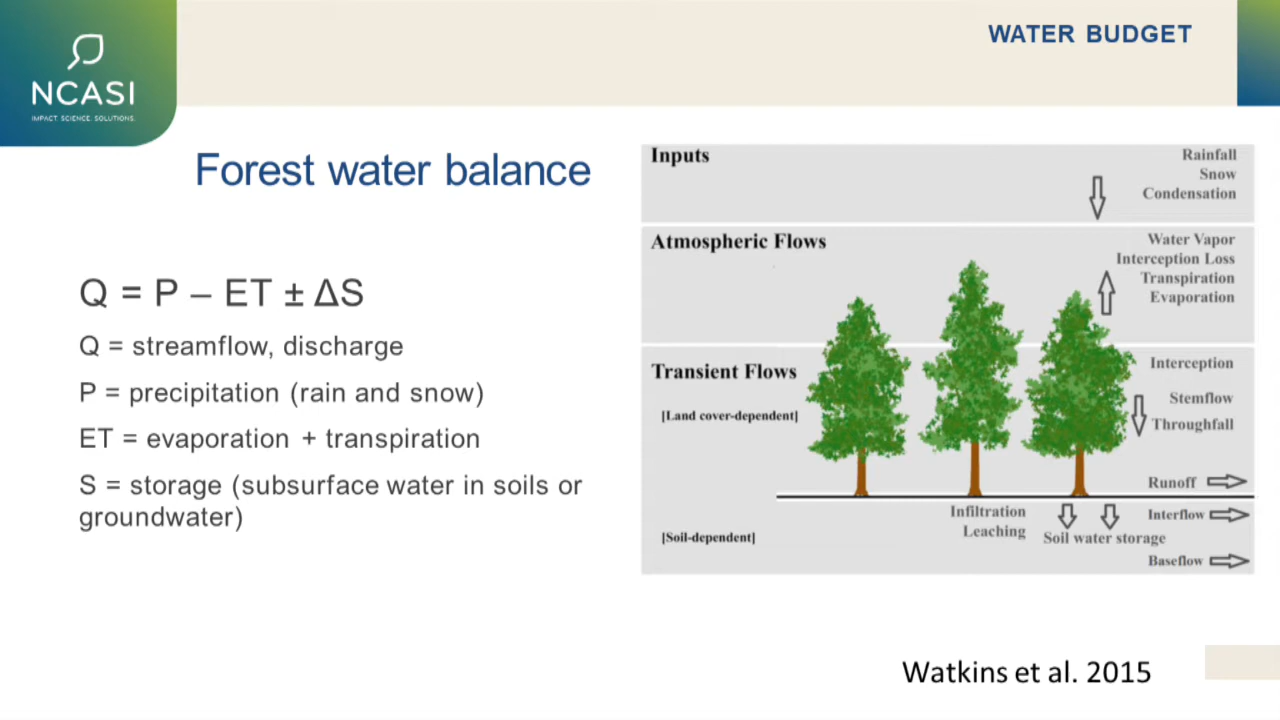 NCASI
IMPACT SCIENCE. SOLUTIONS.
WATER BUDGET
Forest water balance
Q = P – ET ± ΔS
Q = streamflow, discharge
P = precipitation (rain and snow)
ET = evaporation + transpiration
S = storage (subsurface water in soils or
groundwater)
Inputs
Rainfall
Snow
Condensation
Atmospheric Flows
Water Vapor
Interception Loss
Transpiration
Evaporation
Transient Flows
[Land cover-dependent]
Interception
Stemflow
Throughfall
Runoff
Infiltration
Leaching
Soil water storage
Interflow
[Soil-dependent]
Baseflow
Watkins et al. 2015